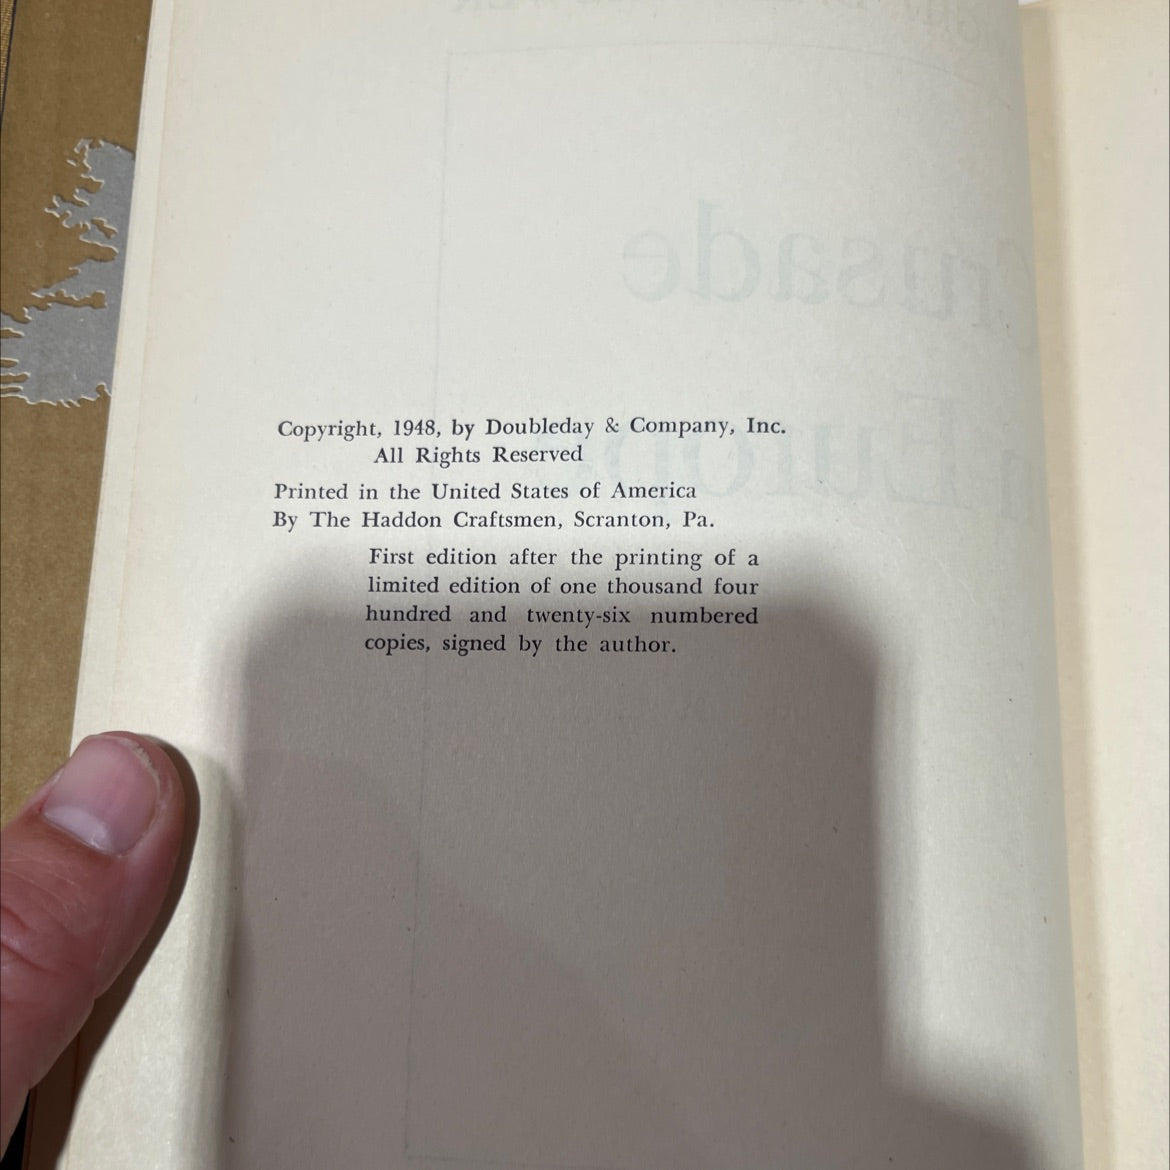 Copyright, 1948, by Doubleday & Company, Inc.
All Rights Reserved
Printed in the United States of America
By The Haddon Craftsmen, Scranton, Pa.
First edition after the printing of a
limited edition of one thousand four
hundred and twenty-six numbered
copies, signed by the author.